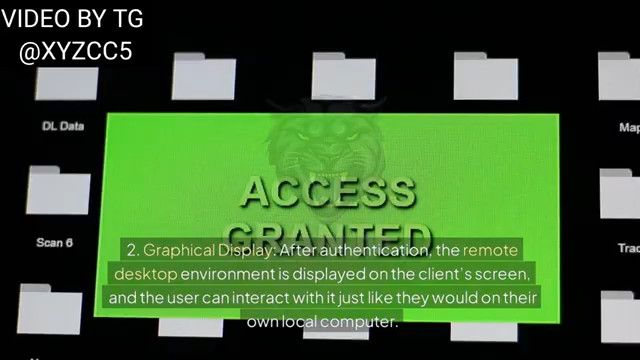 VIDEO BY TG
@XYZCC5
DL Data
Map
ACCESS
GRANTED
Scan 6
2. Graphical Display: After authentication, the remote
desktop environment is displayed on the client's screen,
and the user can interact with it just like they would on their
own local computer.